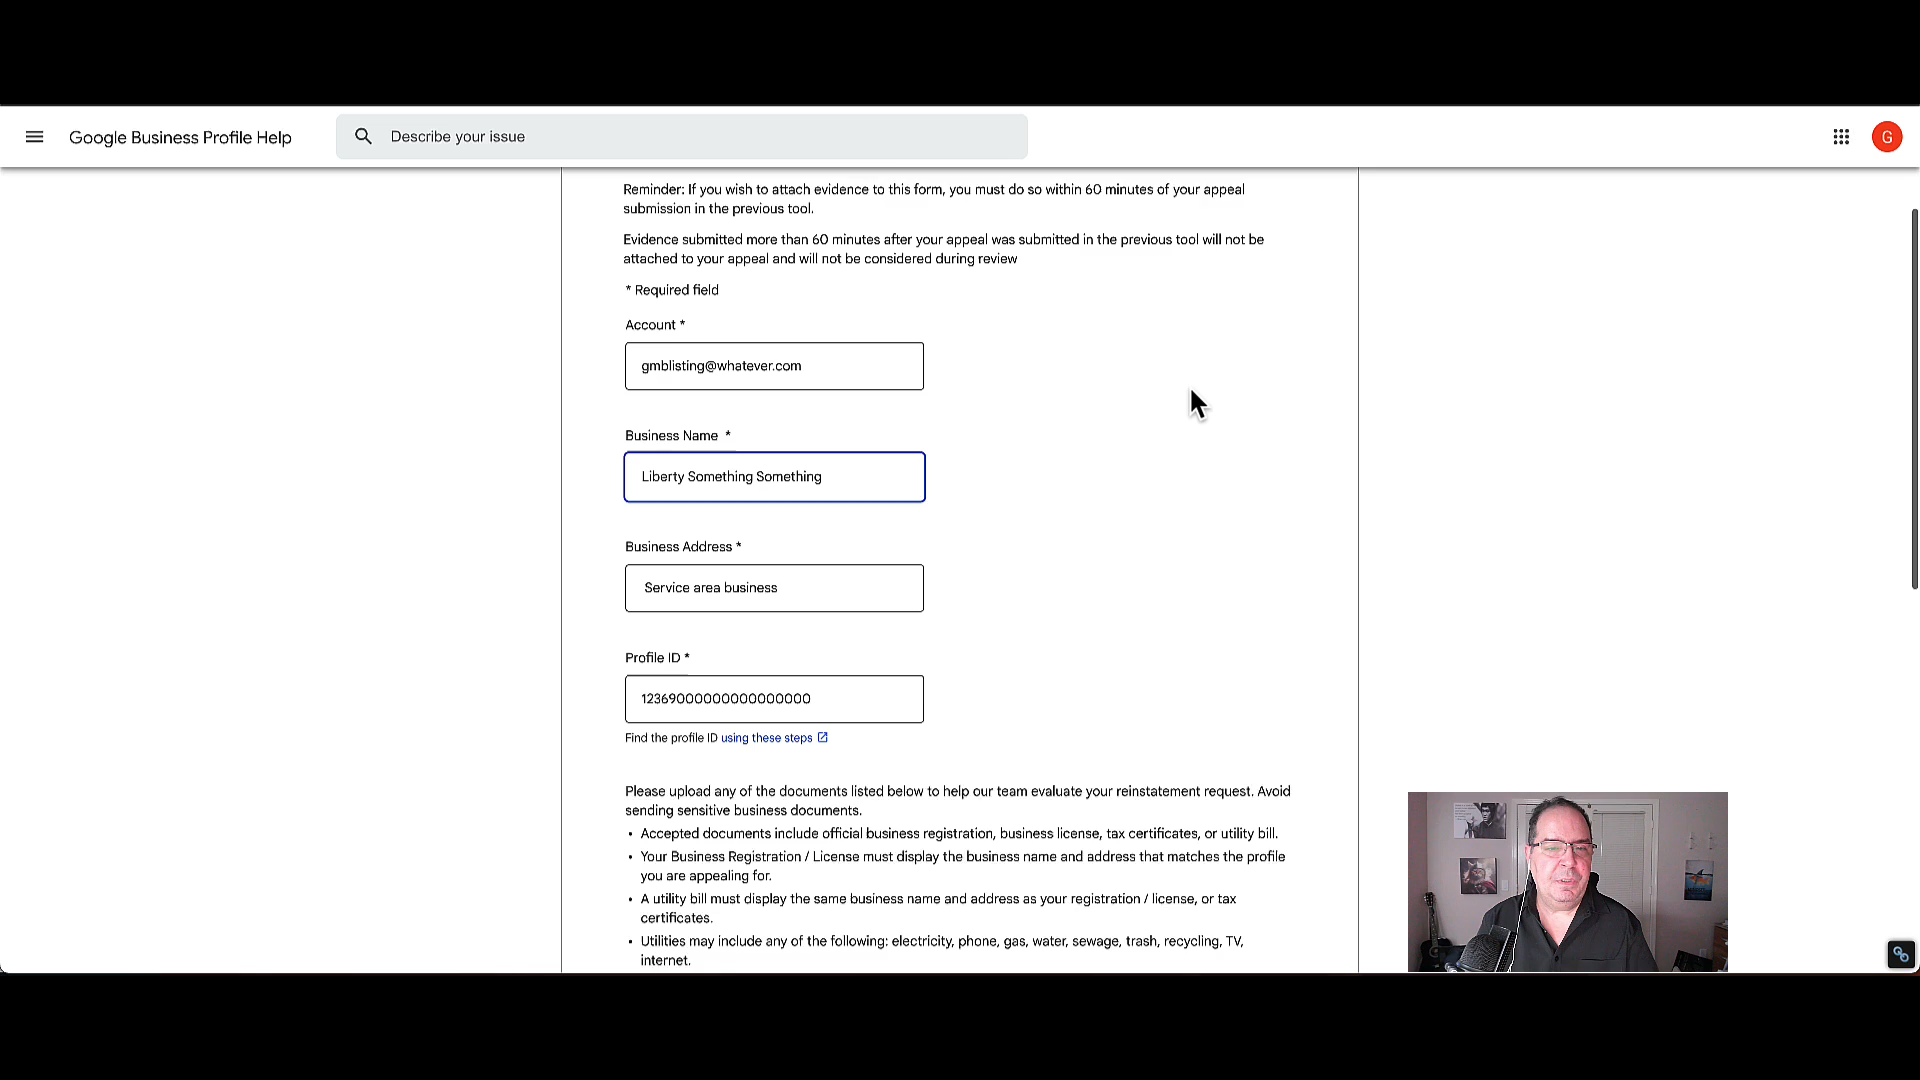 Google Business Profile Help
Describe your issue
G
Reminder: If you wish to attach evidence to this form, you must do so within 60 minutes of your appeal
submission in the previous tool.
Evidence submitted more than 60 minutes after your appeal was submitted in the previous tool will not be
attached to your appeal and will not be considered during review
* Required field
Account *
gmblisting@whatever.com
Business Name *
Liberty Something Something
Business Address *
Service area business
Profile ID *
12369000000000000000
Find the profile ID using these steps
Please upload any of the documents listed below to help our team evaluate your reinstatement request. Avoid
sending sensitive business documents.
• Accepted documents include official business registration, business license, tax certificates, or utility bill.
• Your Business Registration / License must display the business name and address that matches the profile
you are appealing for.
• A utility bill must display the same business name and address as your registration / license, or tax
certificates.
• Utilities may include any of the following: electricity, phone, gas, water, sewage, trash, recycling, TV,
internet.